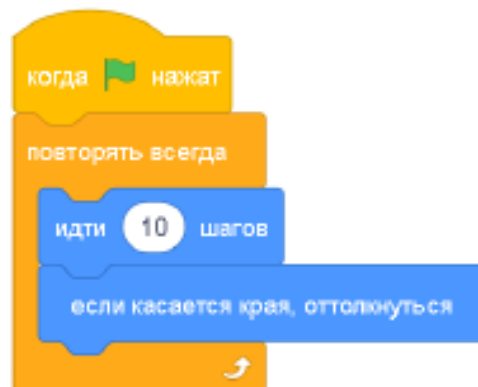 когда нажат
повторять всегда
идти 10 шагов
если касается края, оттолкнуться